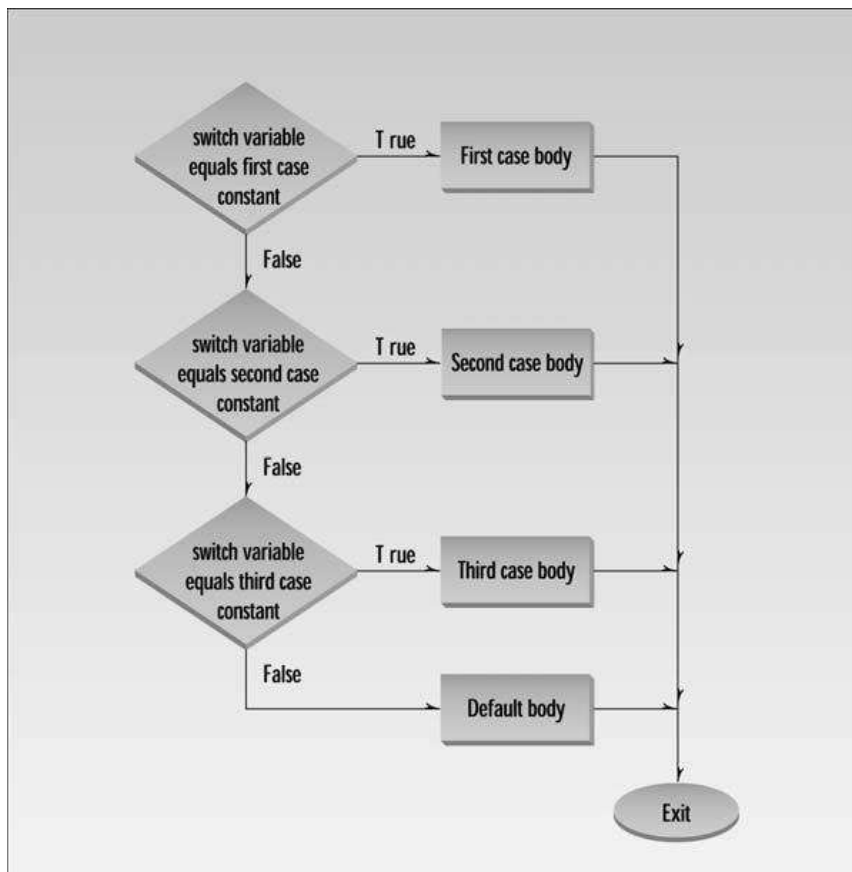 switch variable
equals first case
constant
T rue
First case body
False
switch variable
equals second case
constant
T rue
Second case body
False
switch variable
equals third case
constant
T rue
Third case body
False
Default body
Exit